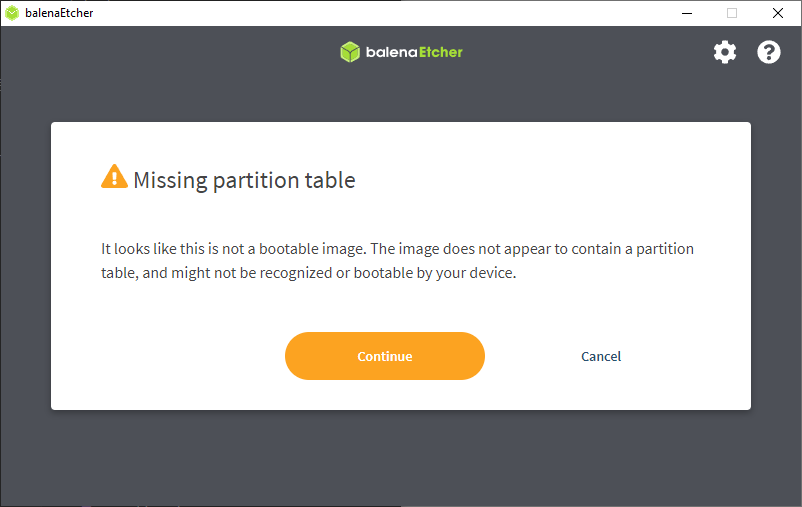 balenaEtcher
balenaEtcher
Missing partition table
It looks like this is not a bootable image. The image does not appear to contain a partition
table, and might not be recognized or bootable by your device.
Continue
Cancel